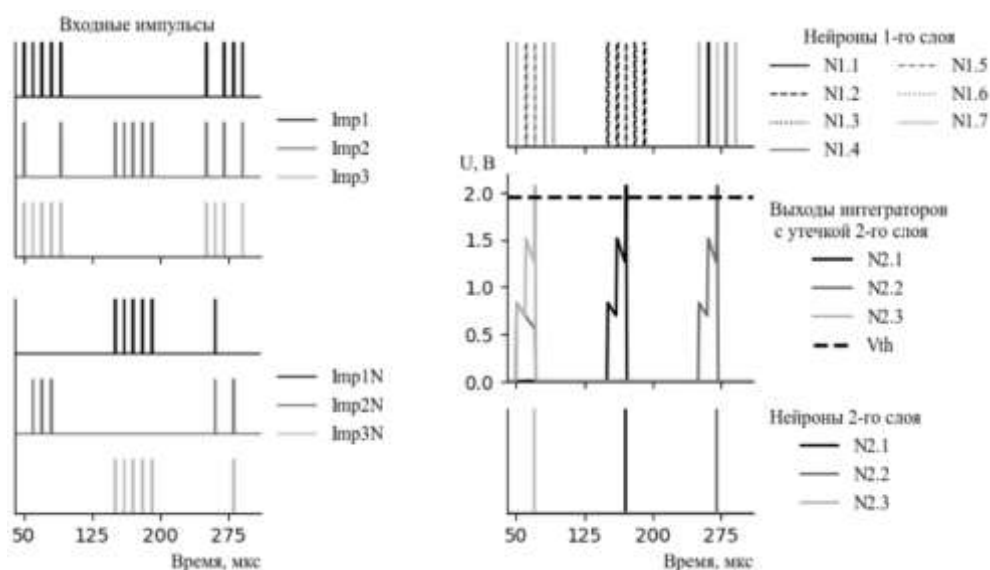 Входные импульсы
Imp1
Imp2
Imp3
Imp1N
Imp2N
Imp3N
50 125 200 275
Время, мкс
Нейроны 1-го слоя
N1.1 N1.5
N1.2 N1.6
N1.3 N1.7
N1.4
U, В
2.0
1.5
1.0
0.5
0.0
Выходы интеграторов
с утечкой 2-го слоя
N2.1
N2.2
N2.3
Vth
Нейроны 2-го слоя
N2.1
N2.2
N2.3
50 125 200 275
Время, мкс